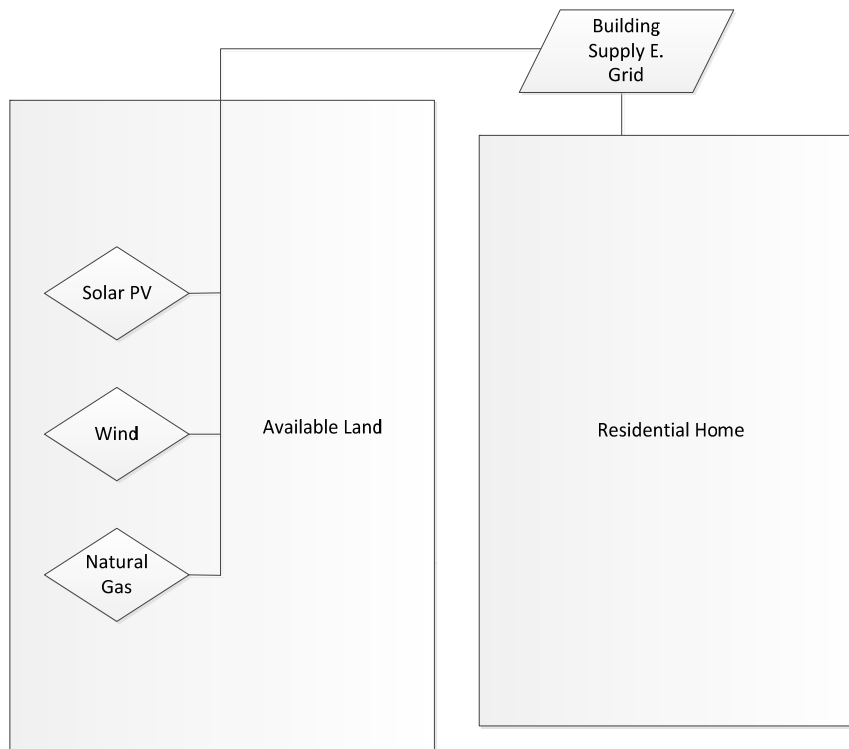 Building
Supply E.
Grid
Solar PV
Wind
Available Land
Residential Home
Natural
Gas